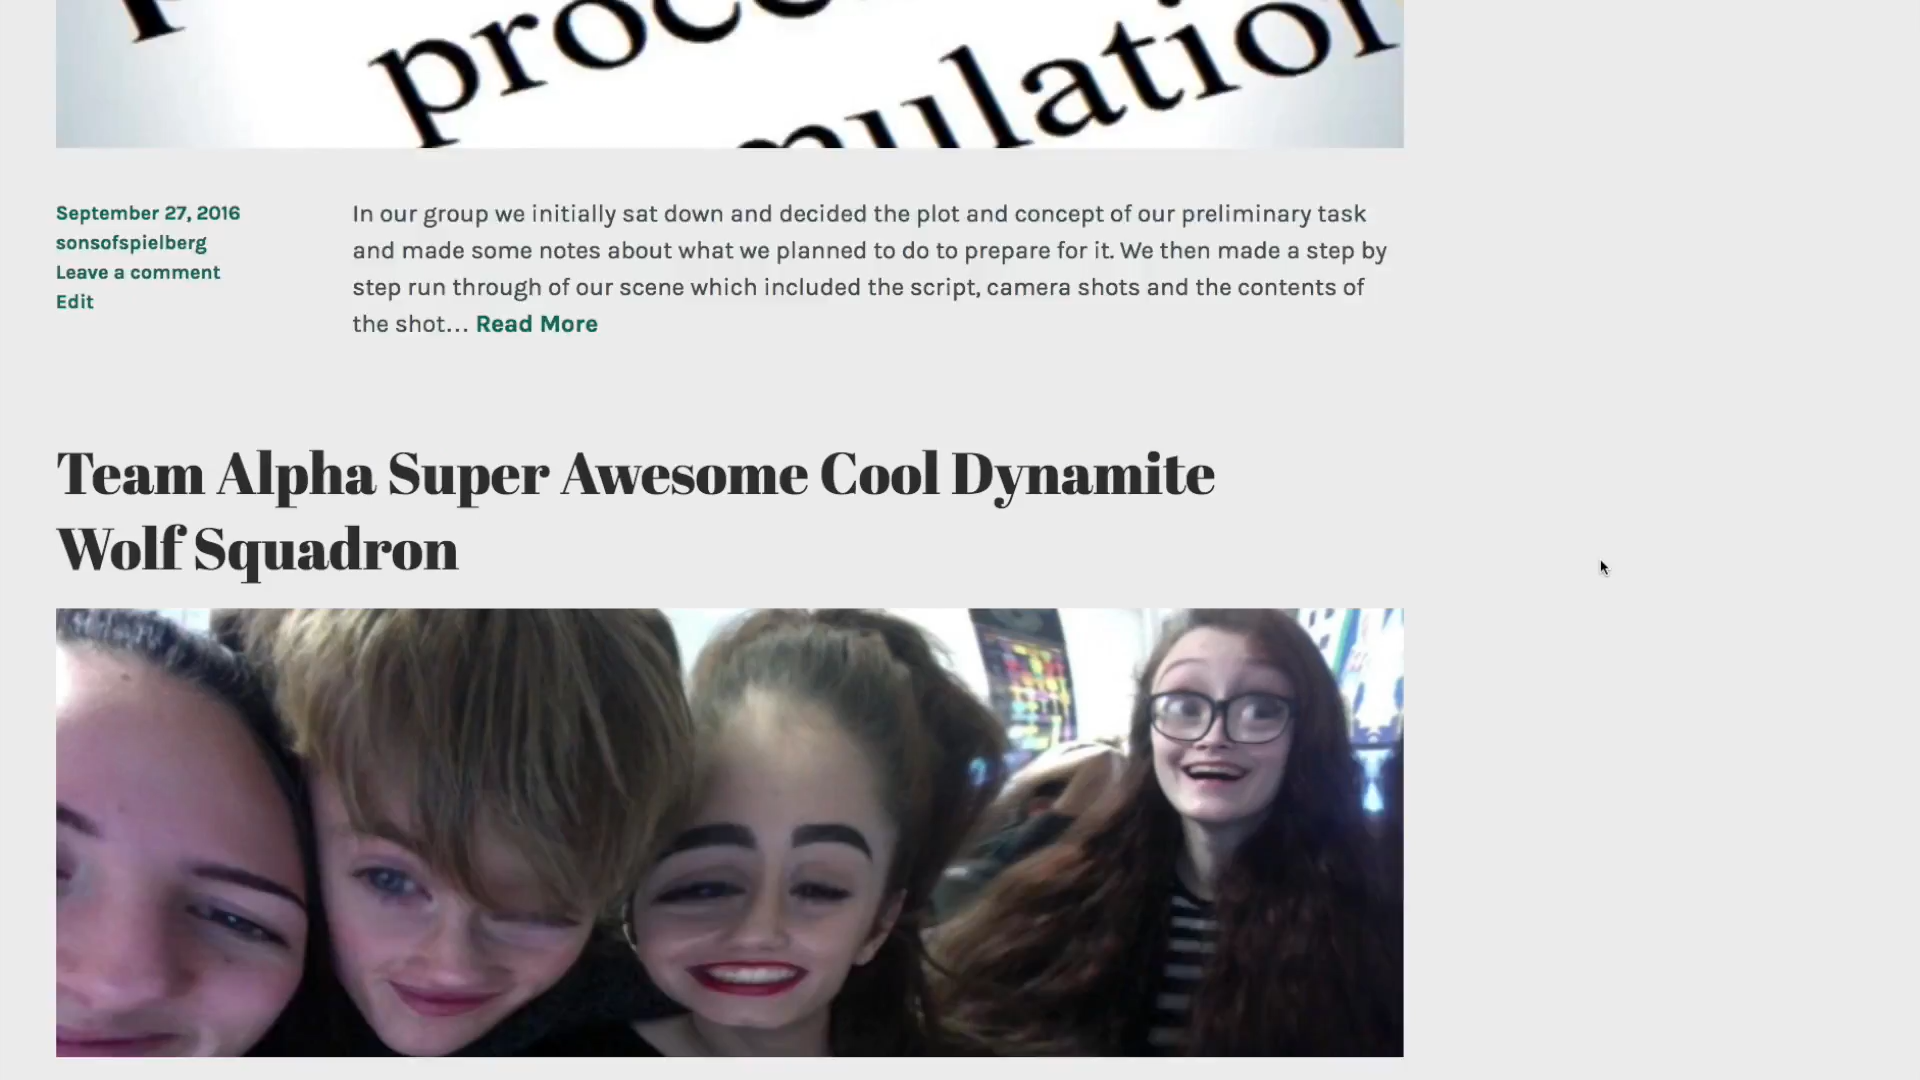 September 27, 2016
sonsofspielberg
Leave a comment
Edit
In our group we initially sat down and decided the plot and concept of our preliminary task
and made some notes about what we planned to do to prepare for it. We then made a step by
step run through of our scene which included the script, camera shots and the contents of
the shot… Read More
Team Alpha Super Awesome Cool Dynamite
Wolf Squadron